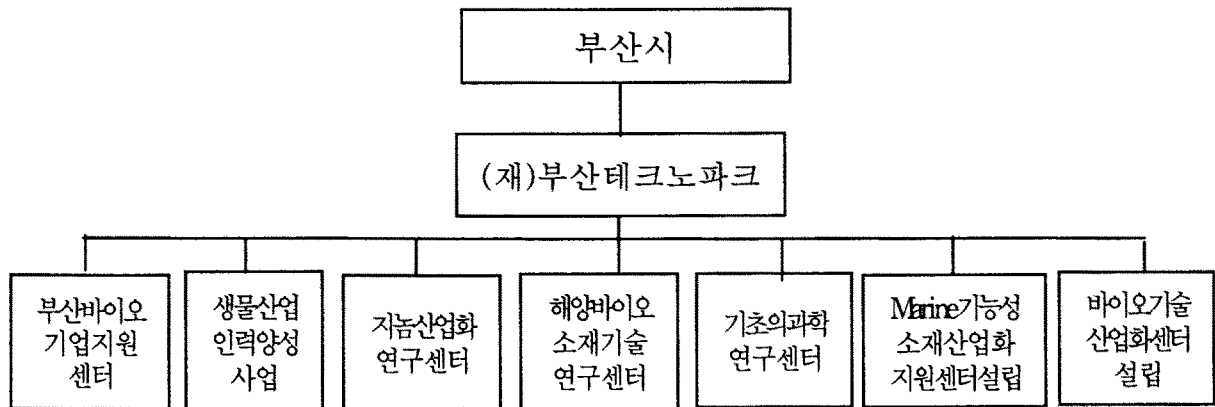 부산시
(재)부산테크노파크
부산바이오
기업지원
센터
생물산업
인력양성
사업
지놈산업화
연구센터
해양바이오
소재기술
연구센터
기초의과학
연구센터
Marine기능성
소재산업화
지원센터설립
바이오기술
산업화센터
설립